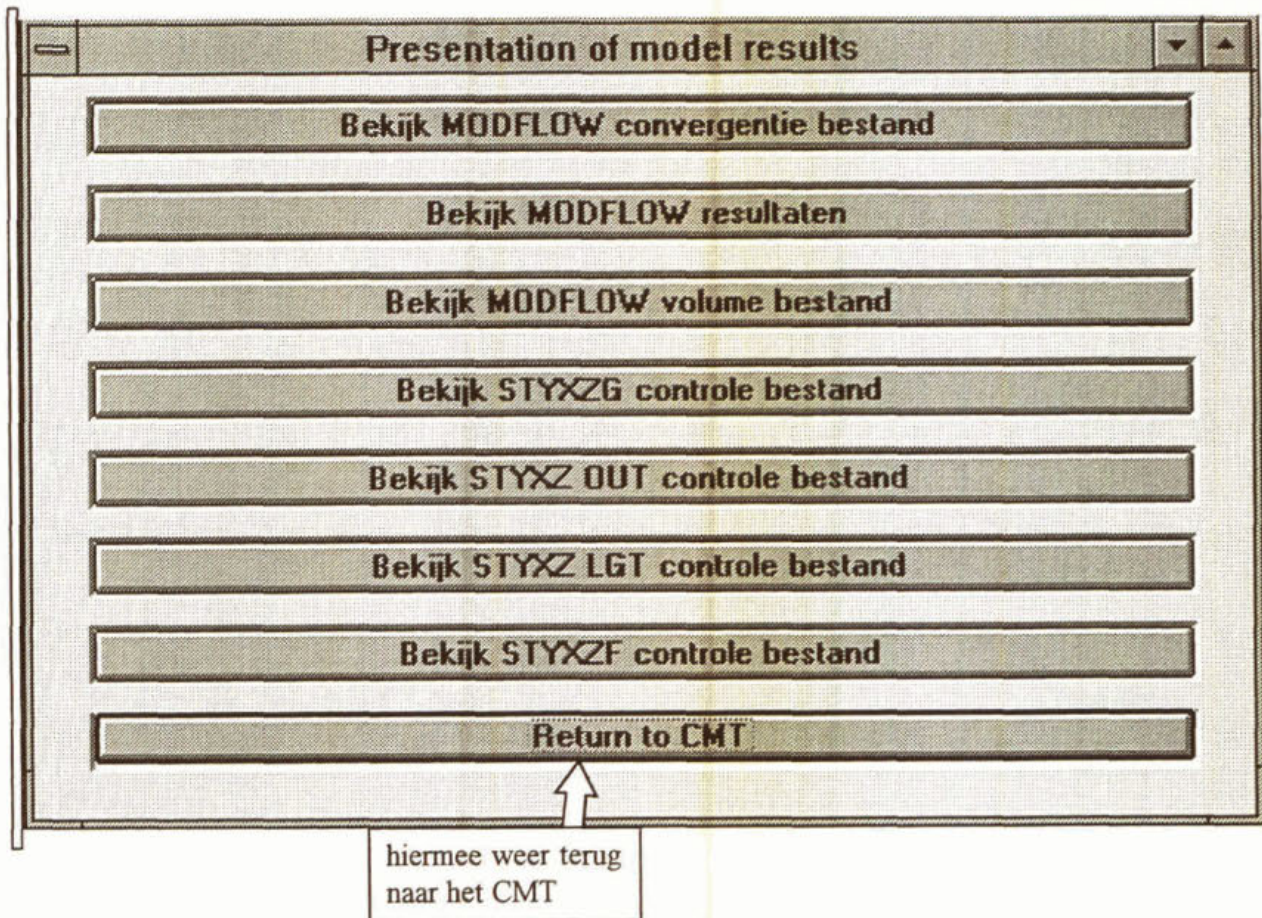 Presentation of model results
Bekijk MODFLOW convergentie bestand
Bekijk MODFLOW resultaten
Bekijk MODFLOW volume bestand
Bekijk STYXZG controle bestand
Bekijk STYXZ OUT controle bestand
Bekijk STYXZ LGT controle bestand
Bekijk STYXZF controle bestand
Return to CMT
hiermee weer terug
naar het CMT